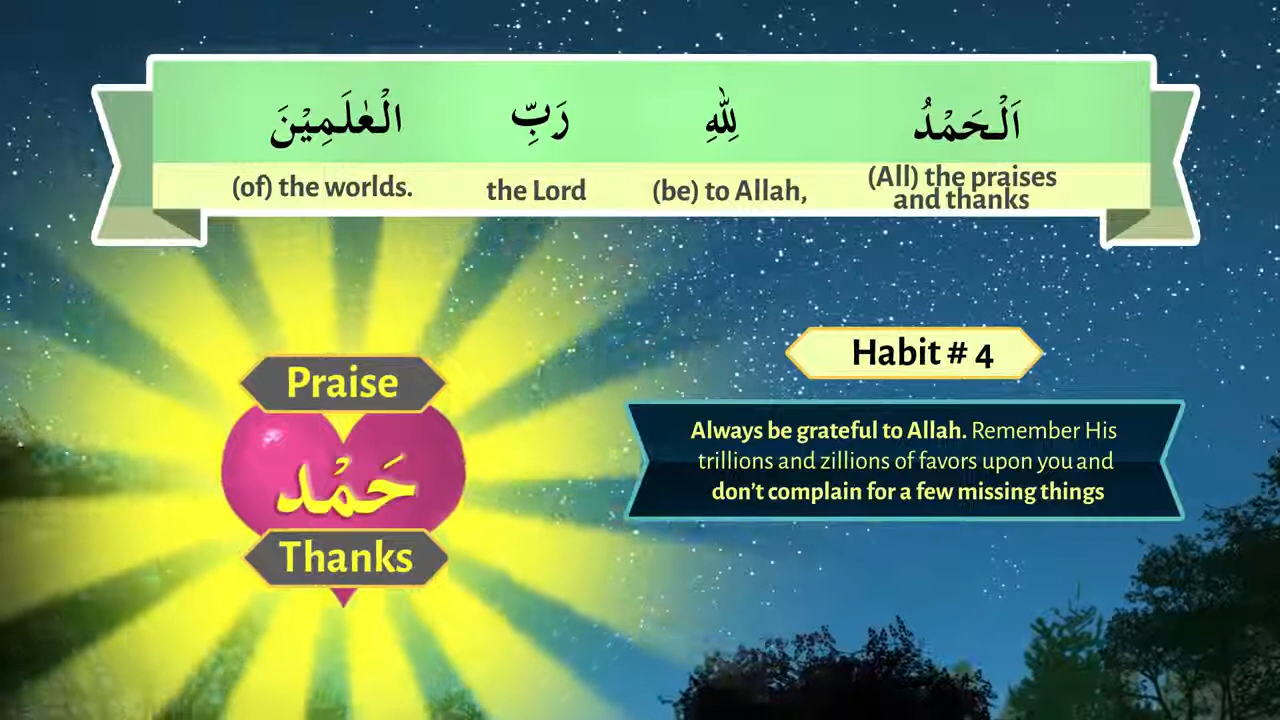 اَلْحَمْدُ لِلّٰهِ رَبِّ الْعٰلَمِيْنَ
(All) the praises and thanks (be) to Allah, the Lord (of) the worlds.
Praise
حَمْد
Thanks
Habit # 4
Always be grateful to Allah. Remember His
trillions and zillions of favors upon you and
don't complain for a few missing things